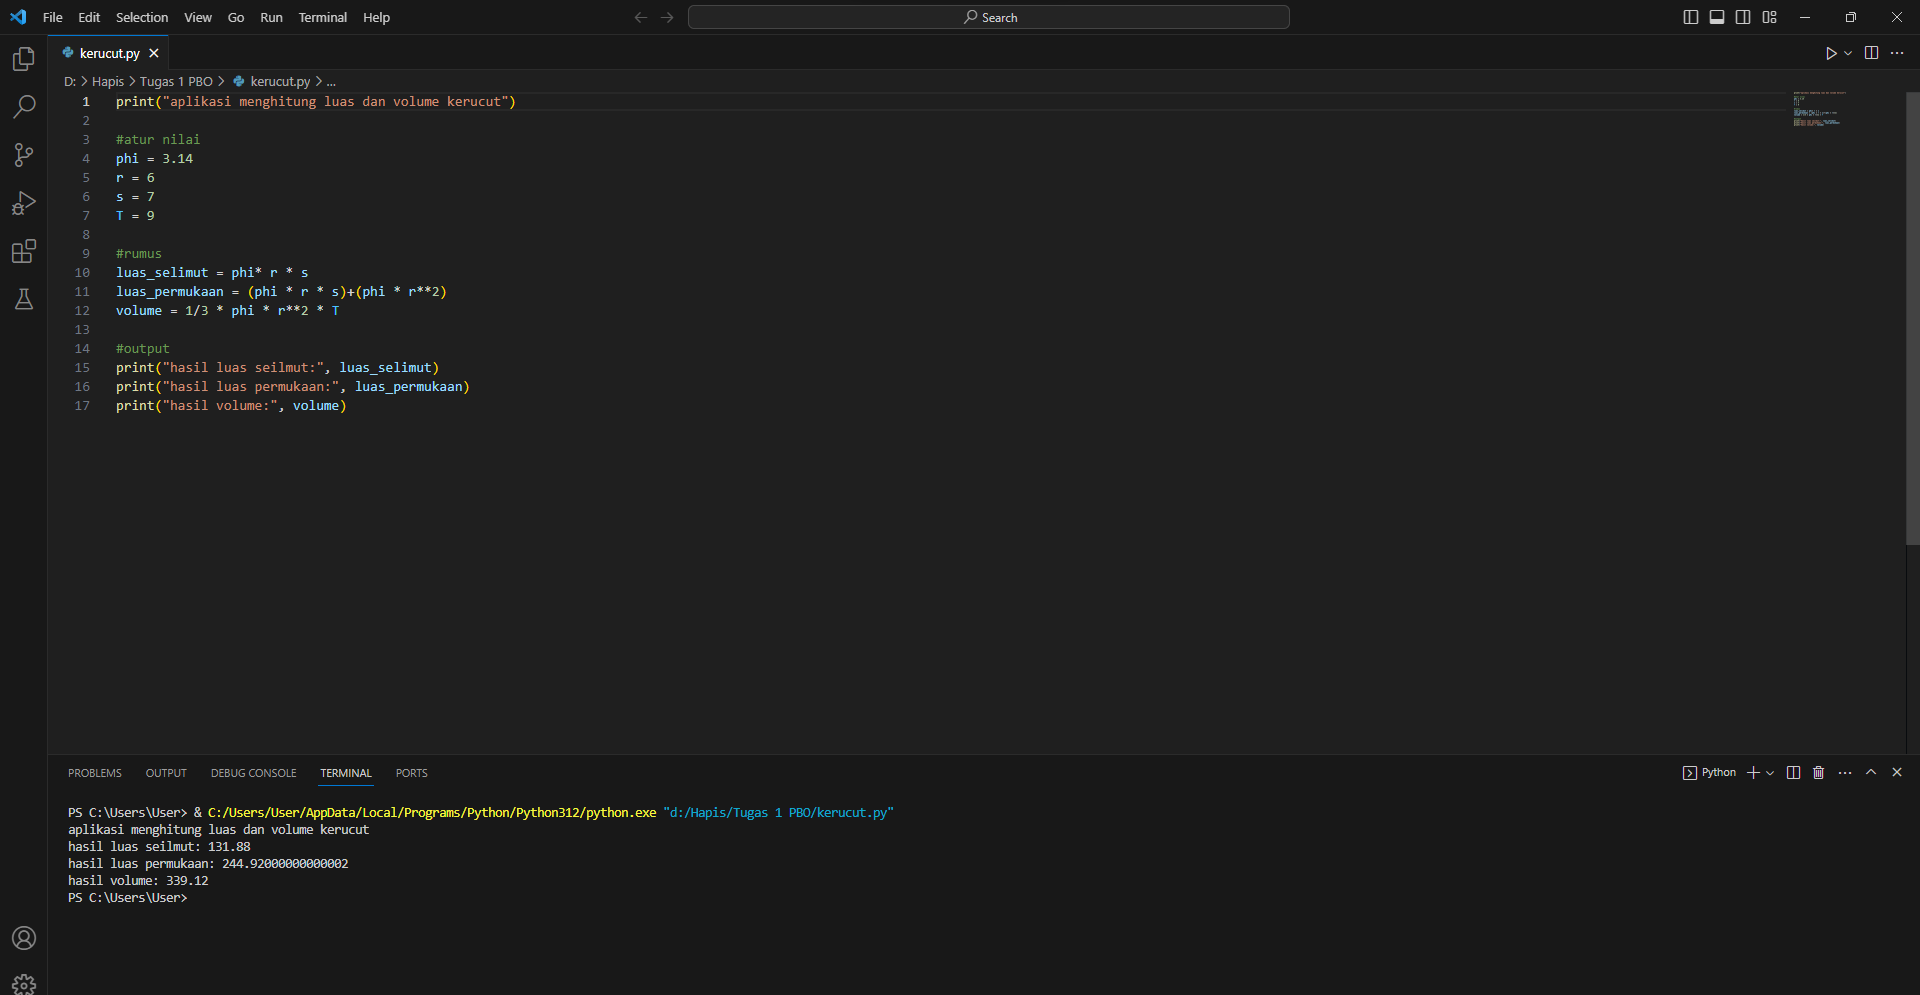 File Edit Selection View Go Run Terminal Help
Search
kerucut.py
D: > Hapis > Tugas 1 PBO > kerucut.py > ...
1 print("aplikasi menghitung luas dan volume kerucut")
2
3 #atur nilai
4 phi = 3.14
5 r = 6
6 s = 7
7 T = 9
8
9 #rumus
10 luas_selimut = phi* r * s
11 luas_permukaan = (phi * r * s)+(phi * r**2)
12 volume = 1/3 * phi * r**2 * T
13
14 #output
15 print("hasil luas seilmut:", luas_selimut)
16 print("hasil luas permukaan:", luas_permukaan)
17 print("hasil volume:", volume)
PROBLEMS OUTPUT DEBUG CONSOLE TERMINAL PORTS
Python
PS C:\Users\User> & C:/Users/User/AppData/Local/Programs/Python/Python312/python.exe "d:/Hapis/Tugas 1 PBO/kerucut.py"
aplikasi menghitung luas dan volume kerucut
hasil luas seilmut: 131.88
hasil luas permukaan: 244.92000000000002
hasil volume: 339.12
PS C:\Users\User>